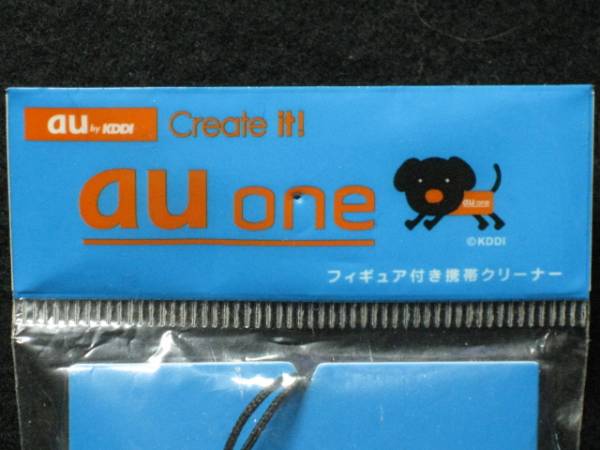 au by KDDI Create it!
au one
au one
©KDDI
フィギュア付き携帯クリーナー